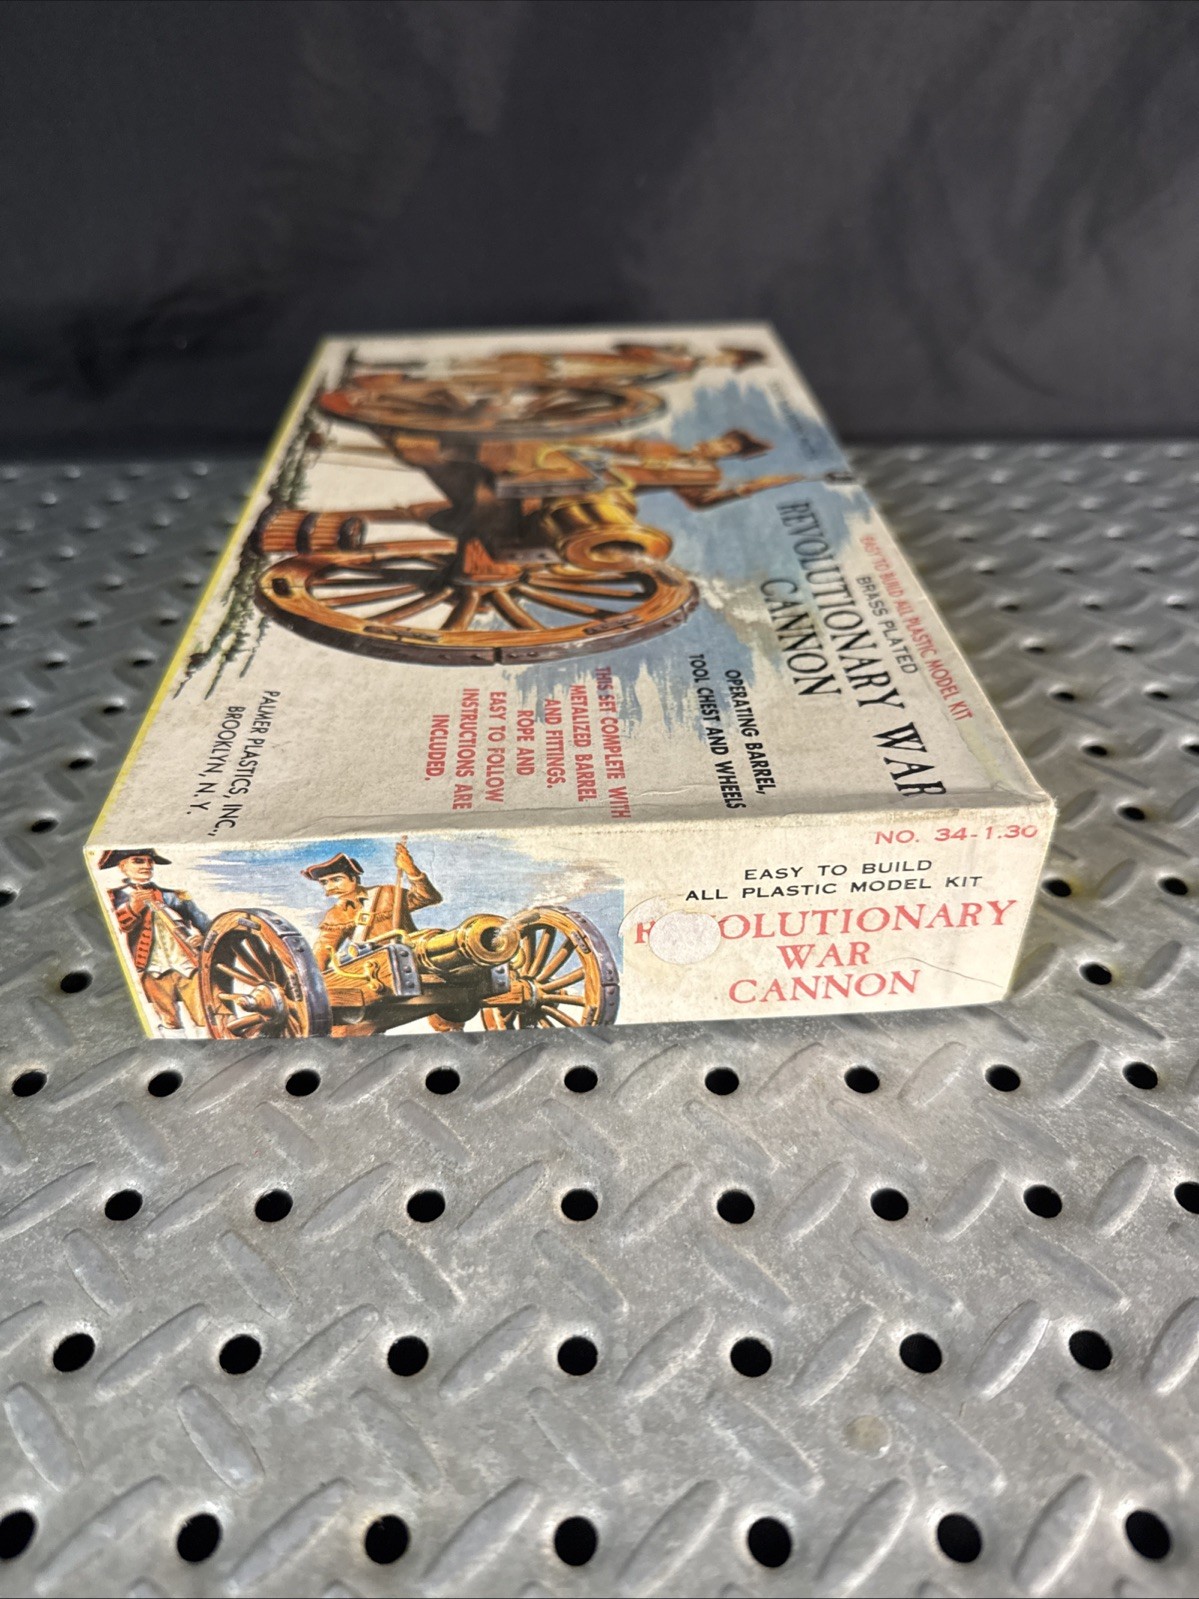 "EASY TO BUILD ALL PLASTIC MODEL KIT
BRASS PLATED
REVOLUTIONARY WAR
CANNON
OPERATING BARREL,
TOOL CHEST AND WHEELS
THIS SET COMPLETE WITH
METALIZED BARREL
AND FITTINGS.
ROPE AND
EASY TO FOLLOW
INSTRUCTIONS ARE
INCLUDED.
PALMER PLASTICS, INC.,
BROOKLYN, N. Y.
NO. 34-1.30
EASY TO BUILD
ALL PLASTIC MODEL KIT
REVOLUTIONARY
WAR
CANNON